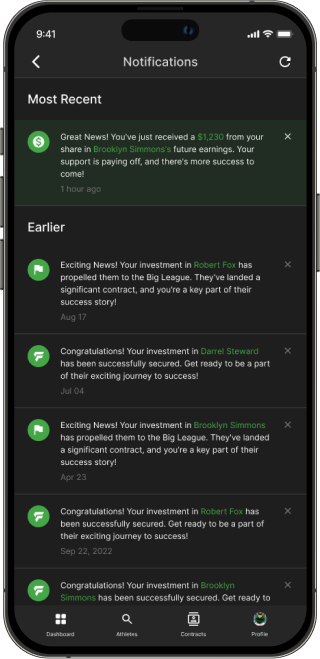 9:41
Notifications
Most Recent
Great News! You've just received a $1,230 from your
share in Brooklyn Simmons's future earnings. Your
support is paying off, and there's more success to
come!
1 hour ago
Earlier
Exciting News! Your investment in Robert Fox has
propelled them to the Big League. They've landed
a significant contract, and you're a key part of their
success story!
Aug 17
Congratulations! Your investment in Darrel Steward
has been successfully secured. Get ready to be a part
of their exciting journey to success!
Jul 04
Exciting News! Your investment in Brooklyn Simmons
has propelled them to the Big League. They've landed
a significant contract, and you're a key part of their
success story!
Apr 23
Congratulations! Your investment in Robert Fox has
been successfully secured. Get ready to be a part of
their exciting journey to success!
Sep 22, 2022
Congratulations! Your investment in Brooklyn
Simmons has been successfully secured. Get ready to
Dashboard
Athletes
Contracts
Profile